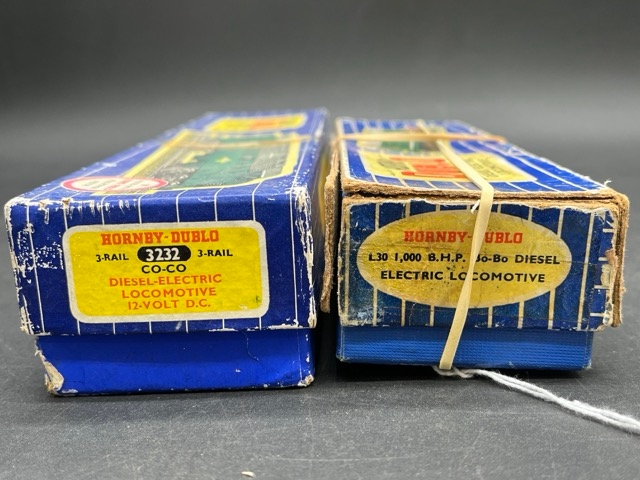 HORNBY-DUBLO
3-RAIL 3232 3-RAIL
CO-CO
DIESEL-ELECTRIC
LOCOMOTIVE
12-VOLT D.C.
HORNBY-DUBLO
L30 1,000 B.H.P. Bo-Bo DIESEL
ELECTRIC LOCOMOTIVE